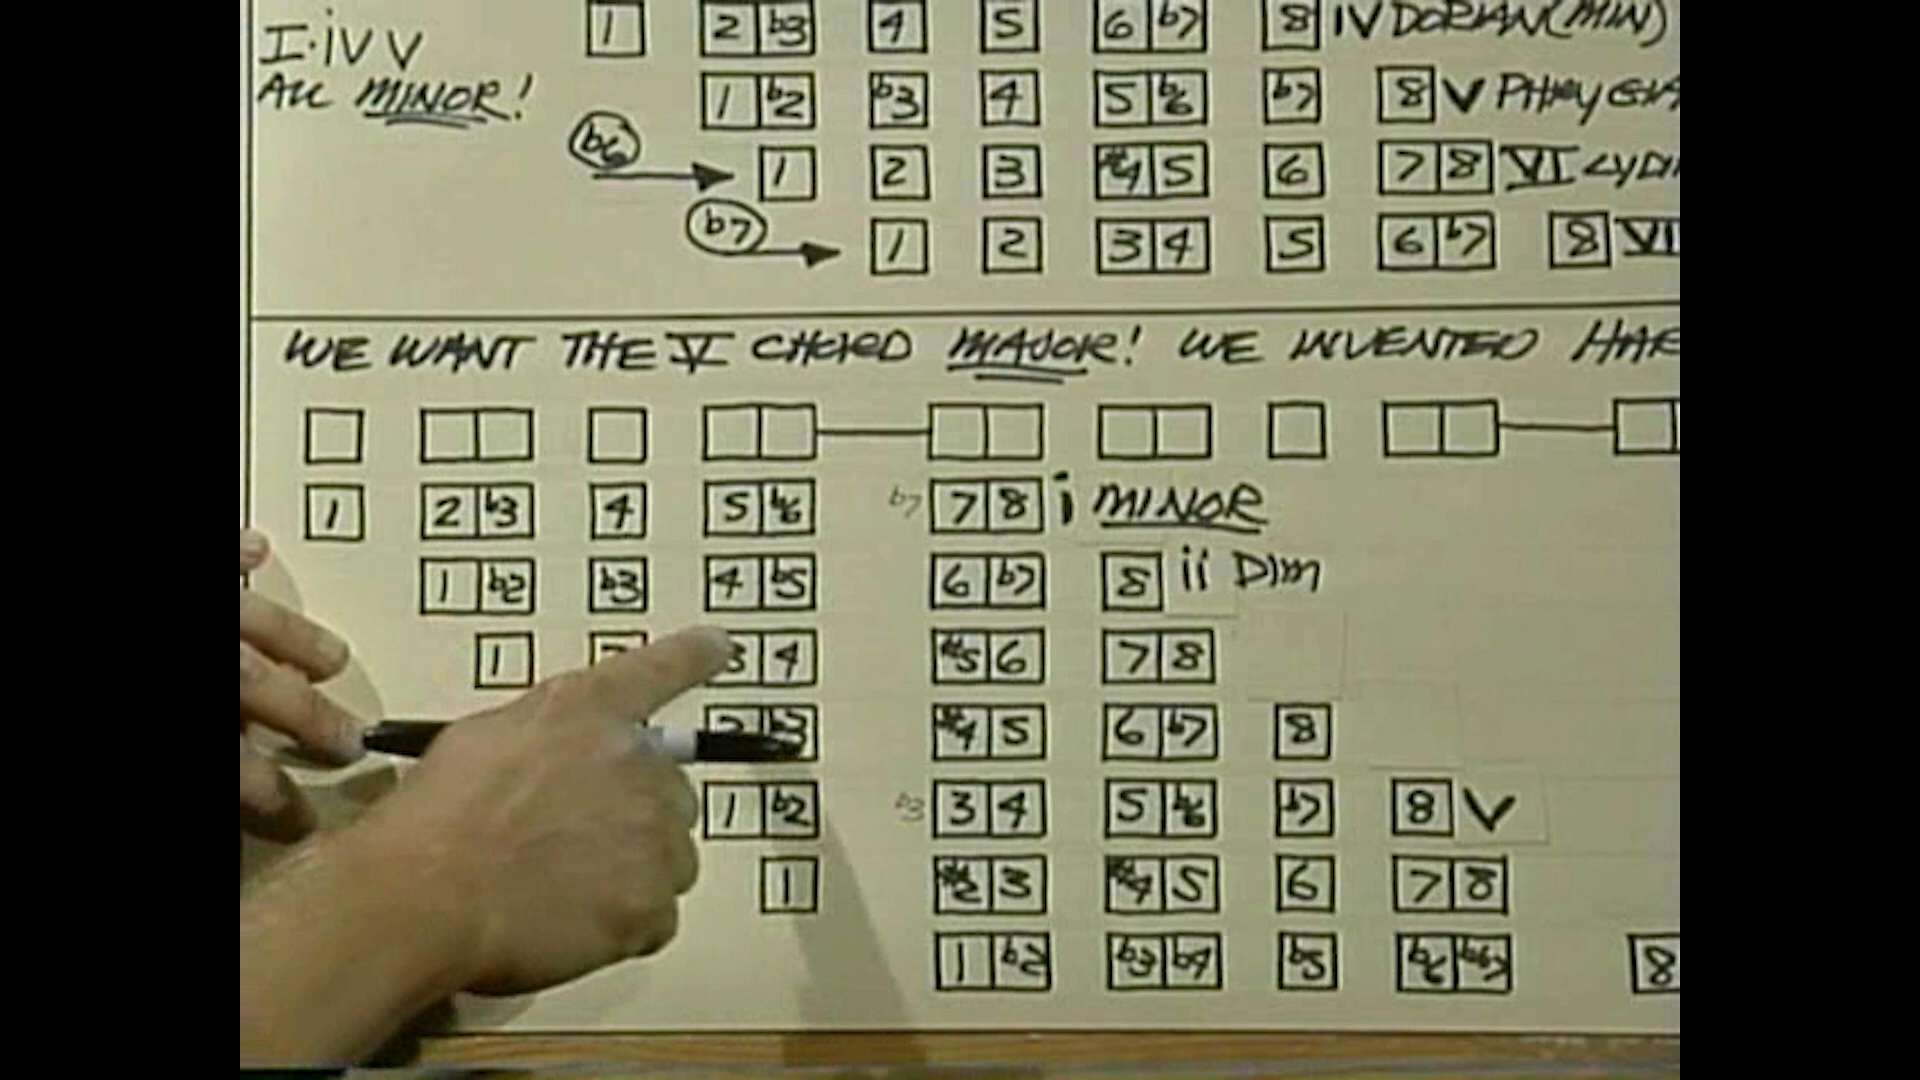 I·iV V
1 2 b3 4 5 6 b7 8 IV DORIAN (MIN)
ALL MINOR!
1 b2 b3 4 5 b6 b7 8 V
b6 1 2 3 #4 5 6 7 8 VI
b7 1 2 3 4 5 6 b7 8
WE WANT THE V CHORD MAJOR! WE INVENTED
1 2 b3 4 5 b6 b7 7 8 i MINOR
1 b2 b3 4 b5 6 b7 8 ii Dim
1 3 4 #5 6 7 8
2 b3 #4 5 6 b7 8
1 b2 b3 3 4 5 b6 b7 8 V
1 #2 3 #4 5 6 7 8
1 b2 b3 b4 b5 b6 bb7 8